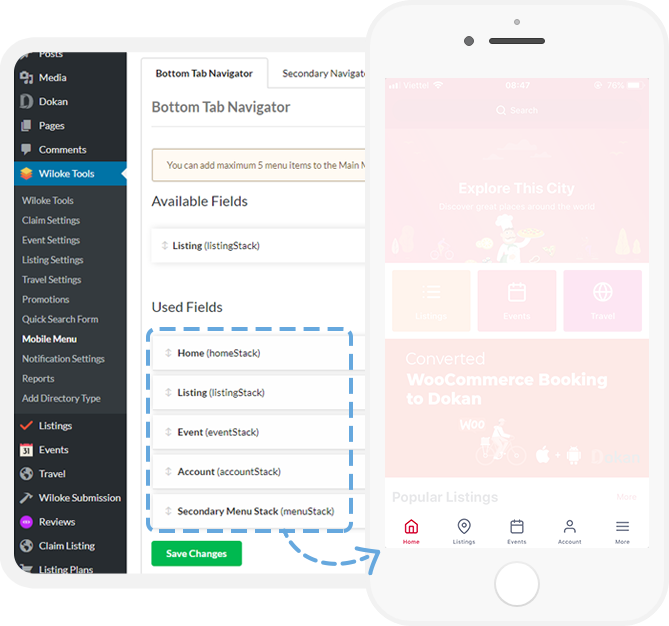 Posts
Media
Dokan
Pages
Comments
Wiloke Tools
Wiloke Tools
Claim Settings
Event Settings
Listing Settings
Travel Settings
Promotions
Quick Search Form
Mobile Menu
Notification Settings
Reports
Add Directory Type
Listings
Events
Travel
Wiloke Submission
Reviews
Claim Listing
Listing Plans
Bottom Tab Navigator
Secondary Navigato
Bottom Tab Navigator
You can add maximum 5 menu items to the Main M
Available Fields
Listing (listingStack)
Used Fields
Home (homeStack)
Listing (listingStack)
Event (eventStack)
Account (accountStack)
Secondary Menu Stack (menuStack)
Save Changes
Viettel
08:47
76%
Search
Explore This City
Discover great places around the world
Listings
Events
Travel
Converted
WooCommerce Booking
to Dokan
WOO
Popular Listings
More
Home
Listings
Events
Account
More